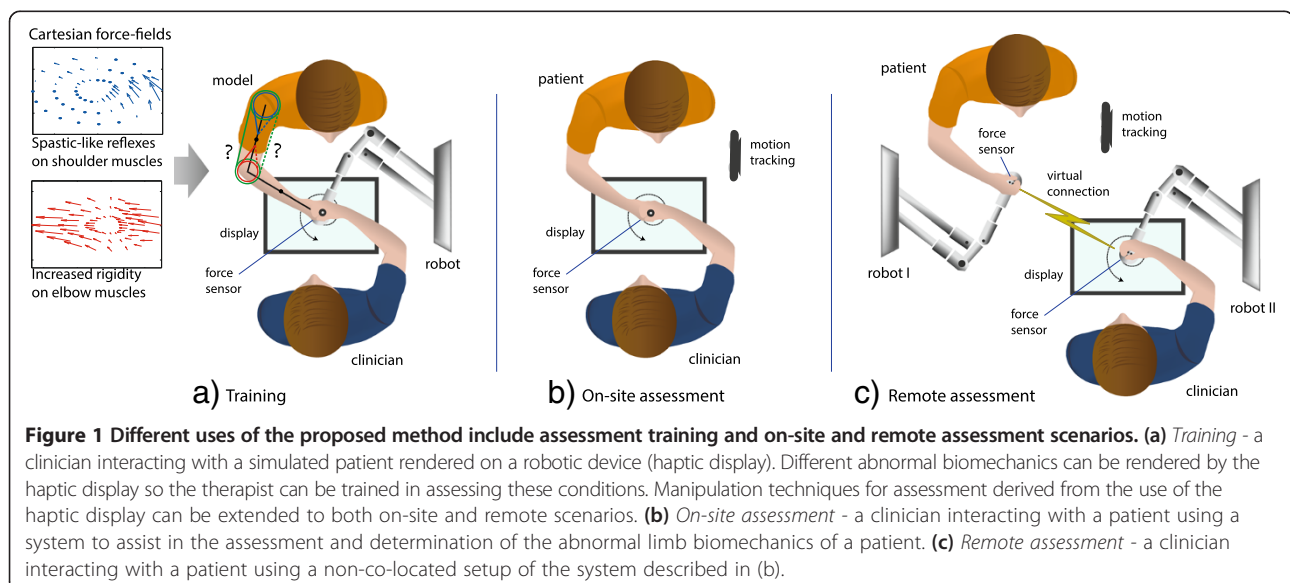 Cartesian force-fields
Spastic-like reflexes
on shoulder muscles
Increased rigidity
on elbow muscles
model
?
?
display
force
sensor
robot
clinician
a) Training
patient
motion
tracking
display
force
sensor
clinician
b) On-site assessment
patient
force
sensor
motion
tracking
virtual
connection
robot I
display
force
sensor
robot II
clinician
c) Remote assessment
Figure 1 Different uses of the proposed method include assessment training and on-site and remote assessment scenarios. (a) Training - a
clinician interacting with a simulated patient rendered on a robotic device (haptic display). Different abnormal biomechanics can be rendered by the
haptic display so the therapist can be trained in assessing these conditions. Manipulation techniques for assessment derived from the use of the
haptic display can be extended to both on-site and remote scenarios. (b) On-site assessment - a clinician interacting with a patient using a
system to assist in the assessment and determination of the abnormal limb biomechanics of a patient. (c) Remote assessment - a clinician
interacting with a patient using a non-co-located setup of the system described in (b).